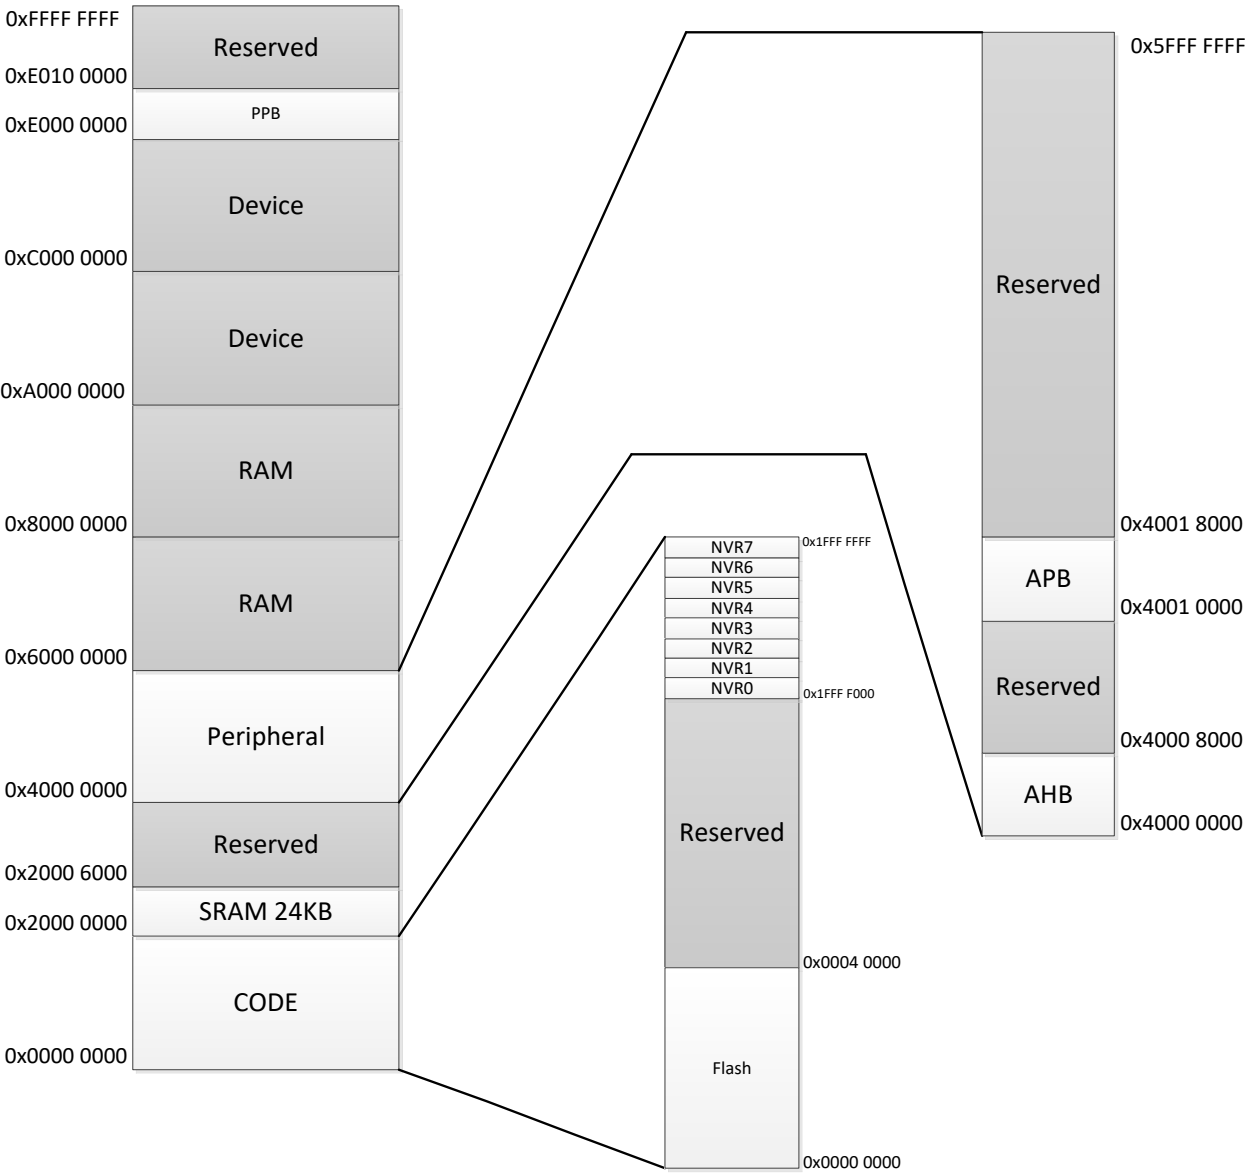 0xFFFF FFFF
Reserved
0xE010 0000
PPB
0xE000 0000
Device
0xC000 0000
Device
0xA000 0000
RAM
0x8000 0000
RAM
0x6000 0000
Peripheral
0x4000 0000
Reserved
0x2000 6000
SRAM 24KB
0x2000 0000
CODE
0x0000 0000
NVR7
0x1FFF FFFF
NVR6
NVR5
NVR4
NVR3
NVR2
NVR1
NVR0
0x1FFF F000
Reserved
0x0004 0000
Flash
0x0000 0000
0x5FFF FFFF
Reserved
0x4001 8000
APB
0x4001 0000
Reserved
0x4000 8000
AHB
0x4000 0000